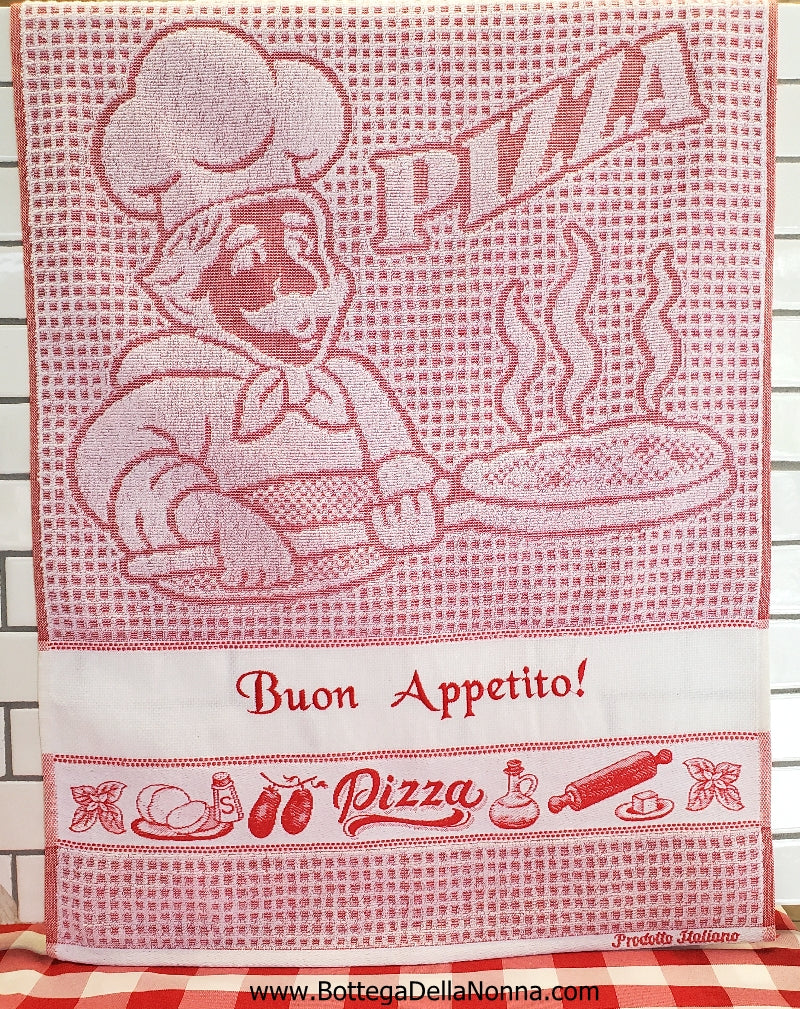 PIZZA
Buon Appetito!
S
Pizza
Prodotto Italiano
www.BottegaDellaNonna.com